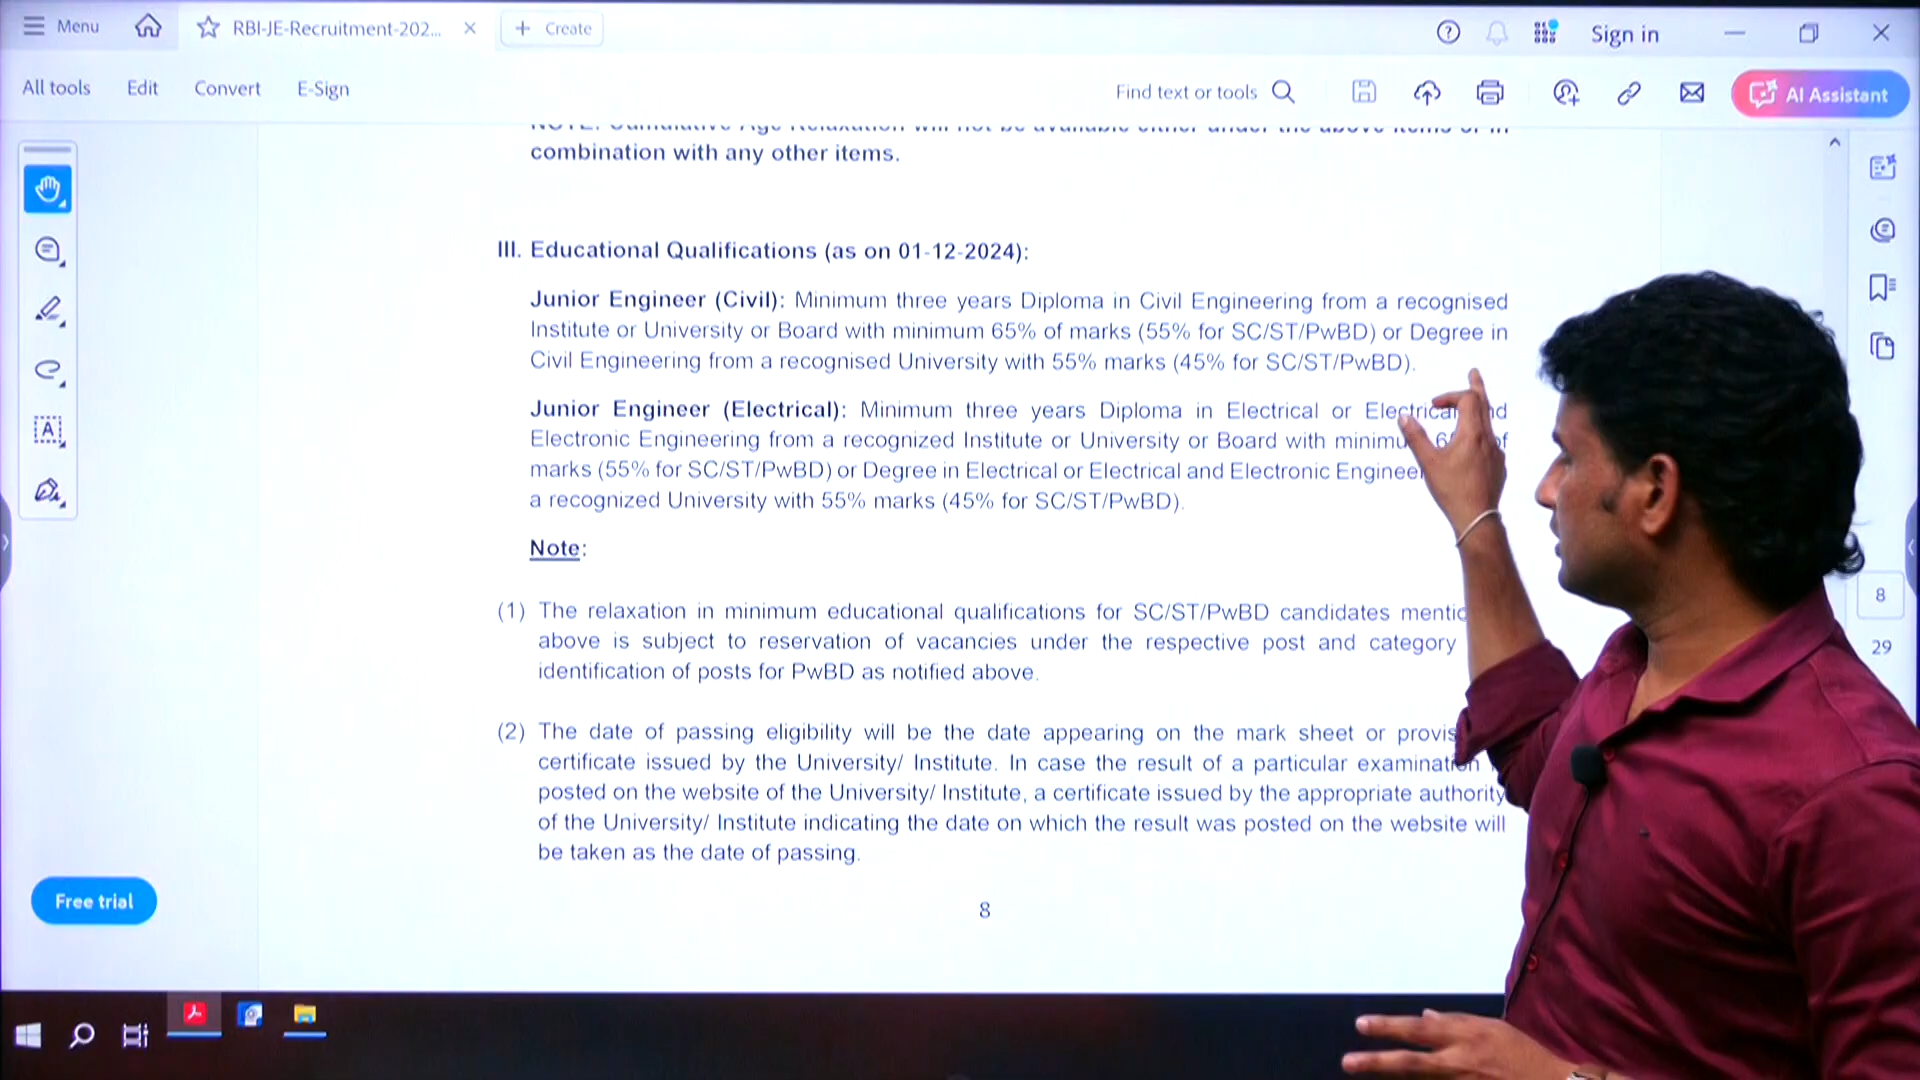 Menu
RBI-JE-Recruitment-202...
Create
Sign in
All tools
Edit
Convert
E-Sign
Find text or tools
AI Assistant
combination with any other items.
III. Educational Qualifications (as on 01-12-2024):
Junior Engineer (Civil): Minimum three years Diploma in Civil Engineering from a recognised
Institute or University or Board with minimum 65% of marks (55% for SC/ST/PwBD) or Degree in
Civil Engineering from a recognised University with 55% marks (45% for SC/ST/PwBD).
Junior Engineer (Electrical): Minimum three years Diploma in Electrical or Electrical
Electronic Engineering from a recognized Institute or University or Board with
marks (55% for SC/ST/PwBD) or Degree in Electrical or Electrical and Electronic
a recognized University with 55% marks (45% for SC/ST/PwBD).
Note:
(1) The relaxation in minimum educational qualifications for SC/ST/PwBD candidates
above is subject to reservation of vacancies under the respective post and category
identification of posts for PwBD as notified above.
(2) The date of passing eligibility will be the date appearing on the mark sheet or
certificate issued by the University/ Institute. In case the result of a particular examination
posted on the website of the University/ Institute, a certificate issued by the appropriate authority
of the University/ Institute indicating the date on which the result was posted on the website will
be taken as the date of passing.
8
8
29
Free trial